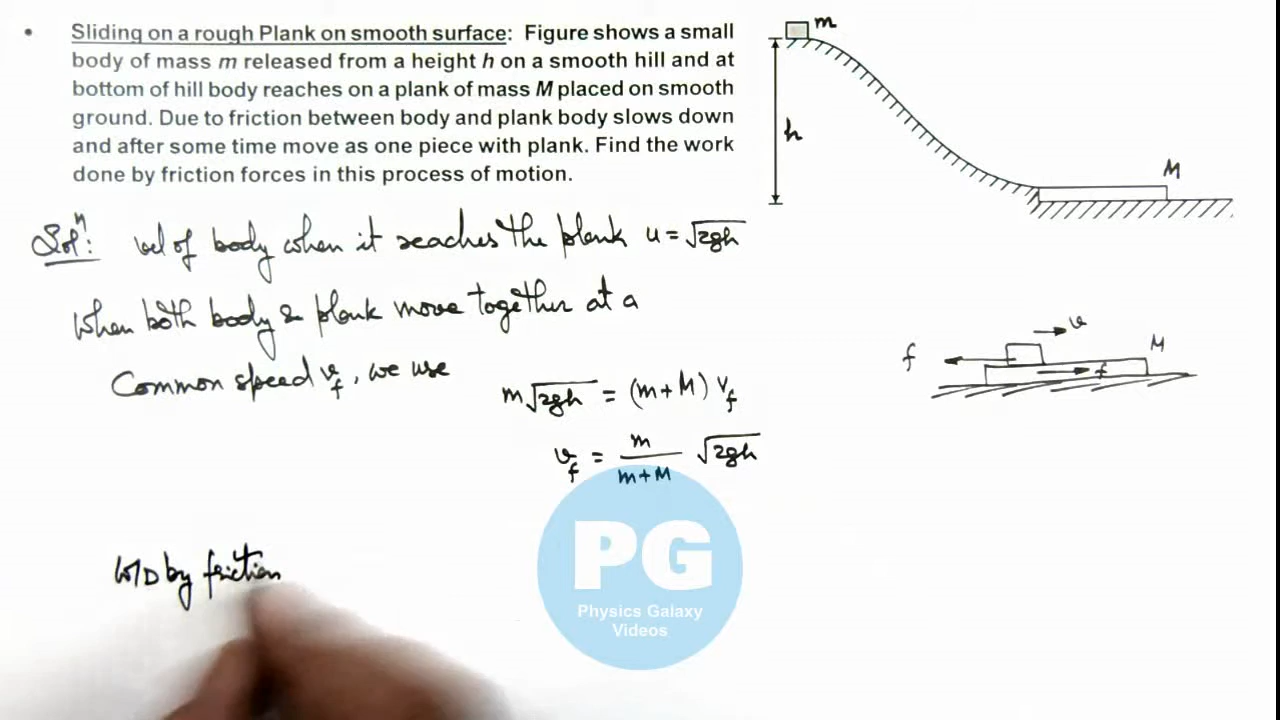 • Sliding on a rough Plank on smooth surface: Figure shows a small
body of mass m released from a height h on a smooth hill and at
bottom of hill body reaches on a plank of mass M placed on smooth
ground. Due to friction between body and plank body slows down
and after some time move as one piece with plank. Find the work
done by friction forces in this process of motion.
m
h
M
Solⁿ: vel of body when it reaches the plank u = √2gh
When both body & plank move together at a
Common speed v_f, we use
m√2gh = (m+M) v_f
v_f = m/(m+M) √2gh
v
M
f
f
W/D by friction
PG
Physics Galaxy
Videos